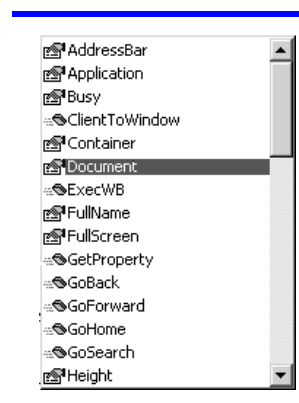 AddressBar
Application
Busy
ClientToWindow
Container
Document
ExecWB
FullName
FullScreen
GetProperty
GoBack
GoForward
GoHome
GoSearch
Height